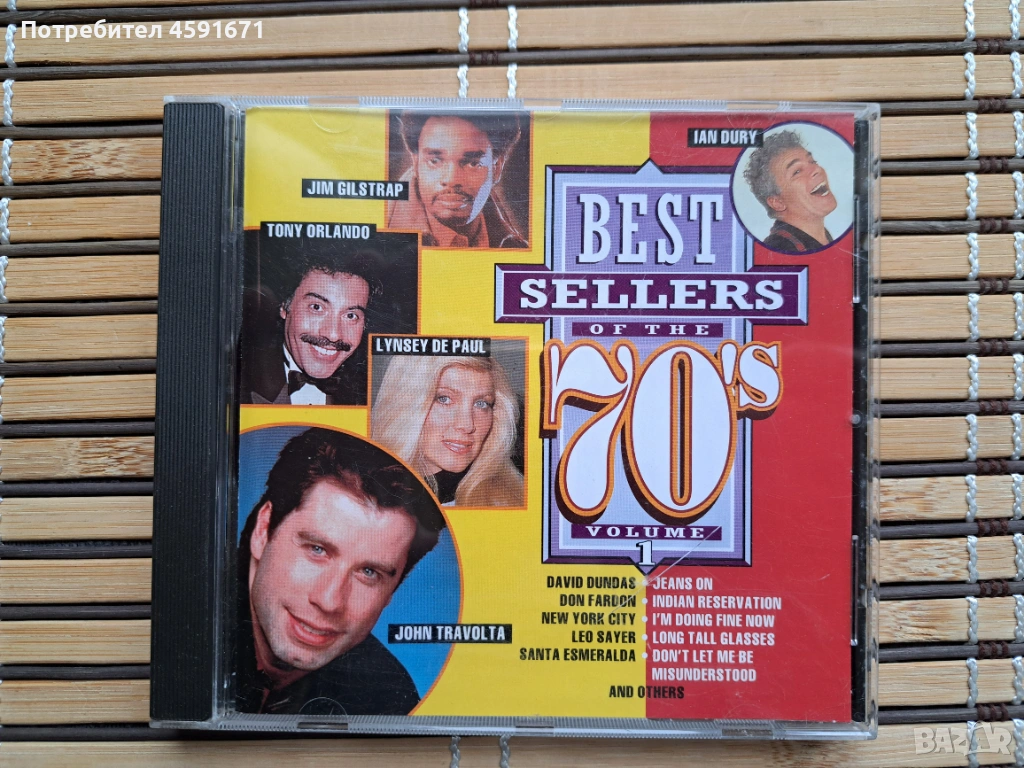 Потребител 4591671
IAN DURY
JIM GILSTRAP
TONY ORLANDO
LYNSEY DE PAUL
JOHN TRAVOLTA
BEST
SELLERS
OF THE
70's
VOLUME
1
DAVID DUNDAS • JEANS ON
DON FARDON • INDIAN RESERVATION
NEW YORK CITY • I'M DOING FINE NOW
LEO SAYER • LONG TALL GLASSES
SANTA ESMERALDA • DON'T LET ME BE
MISUNDERSTOOD
AND OTHERS
BAZAR